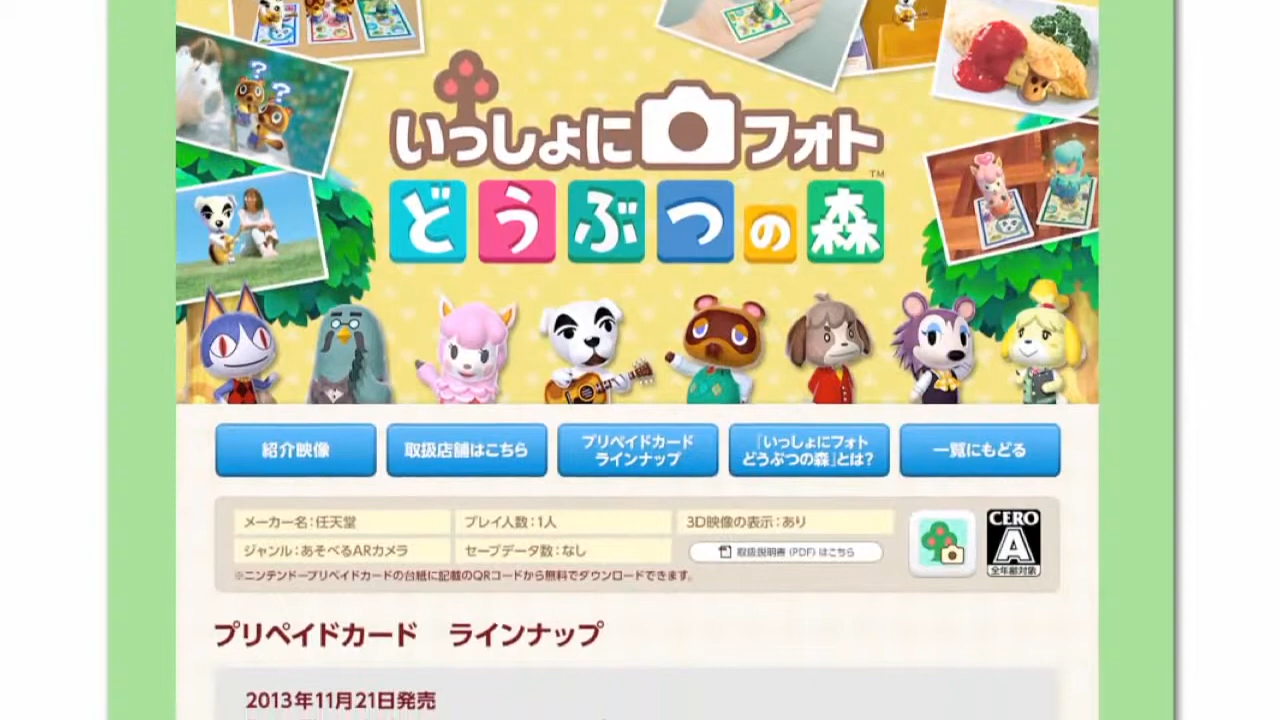 ? ?
いっしょにフォト
TM
どうぶつの森
紹介映像
取扱店舗はこちら
プリペイドカード
ラインナップ
『いっしょにフォト
どうぶつの森』とは?
一覧にもどる
メーカー名:任天堂
プレイ人数:1人
3D映像の表示:あり
ジャンル:あそべるARカメラ
セーブデータ数:なし
取扱説明書(PDF)はこちら
※ニンテンドープリペイドカードの台紙に記載のQRコードから無料でダウンロードできます。
CERO
A
全年齢対象
プリペイドカード ラインナップ
2013年11月21日発売